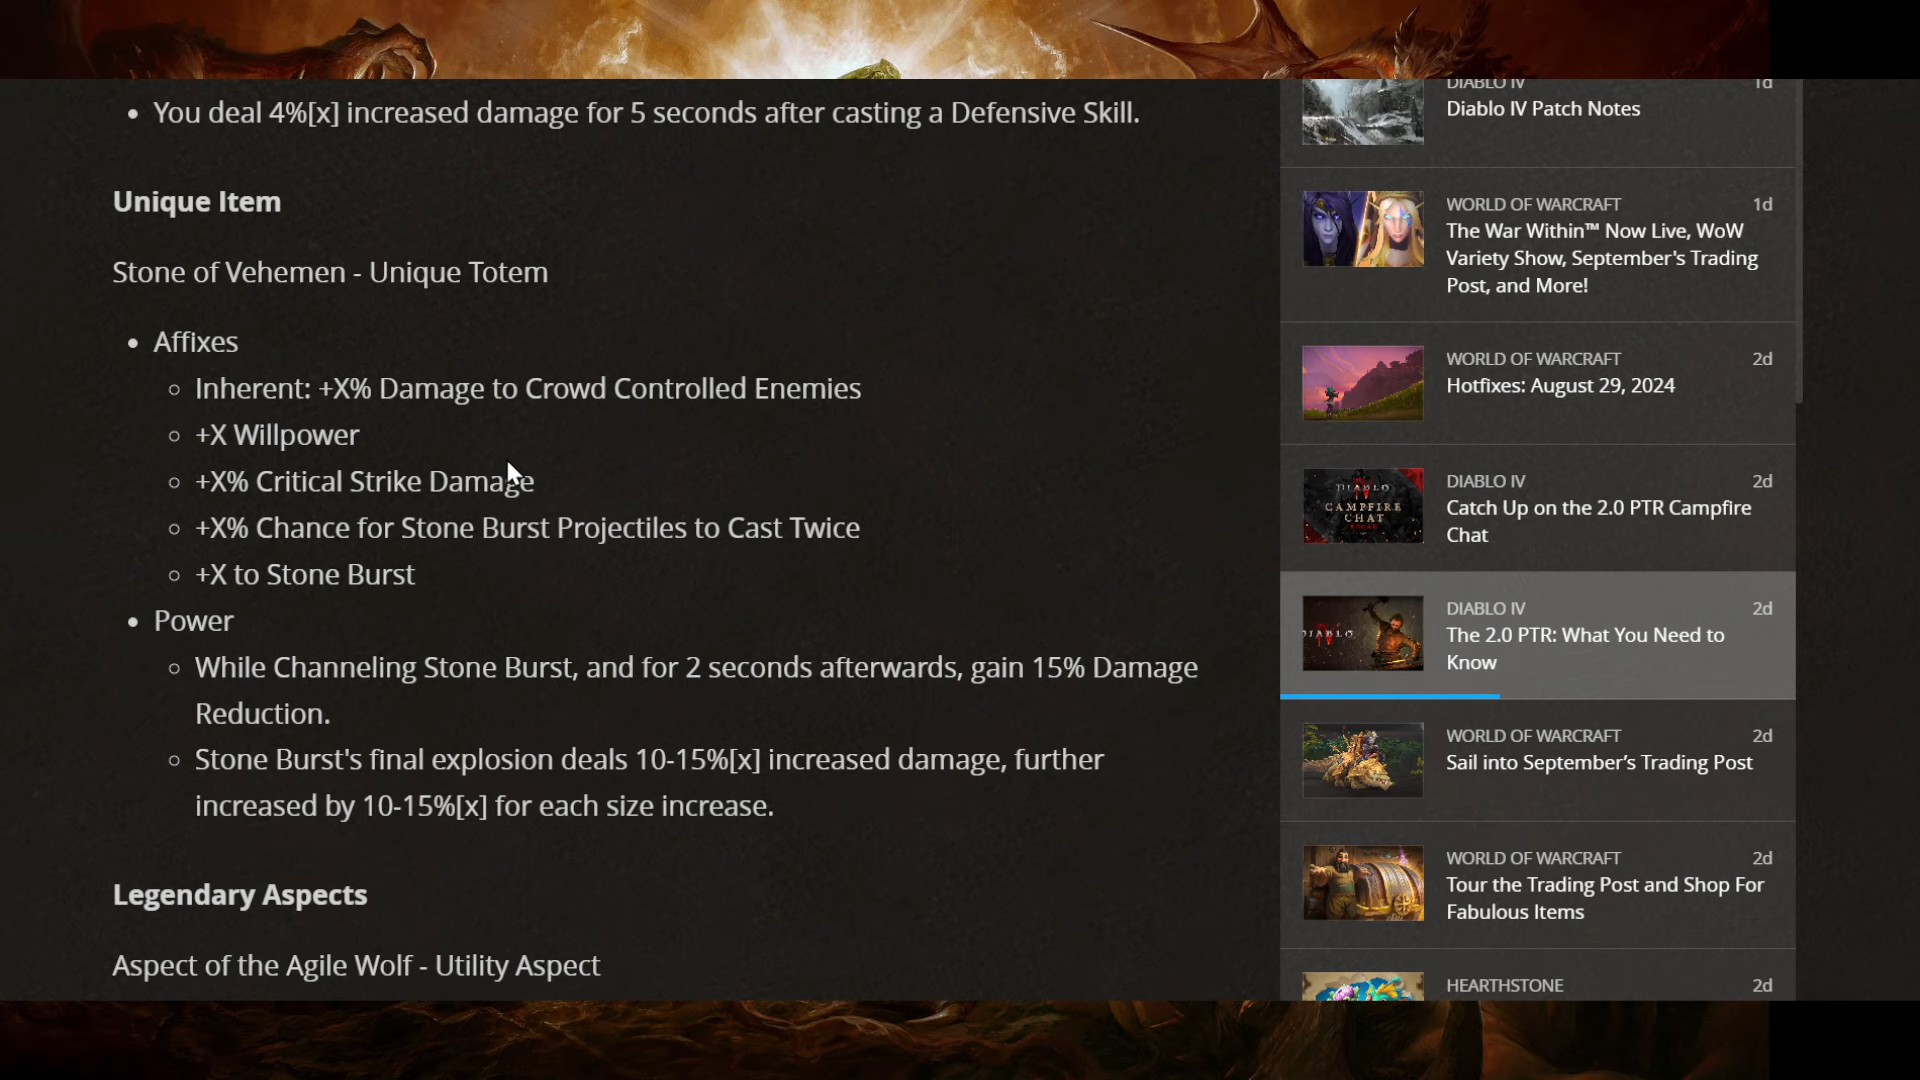 You deal 4%[x] increased damage for 5 seconds after casting a Defensive Skill.
Unique Item
Stone of Vehemen - Unique Totem
Affixes
Inherent: +X% Damage to Crowd Controlled Enemies
+X Willpower
+X% Critical Strike Damage
+X% Chance for Stone Burst Projectiles to Cast Twice
+X to Stone Burst
Power
While Channeling Stone Burst, and for 2 seconds afterwards, gain 15% Damage
Reduction.
Stone Burst's final explosion deals 10-15%[x] increased damage, further
increased by 10-15%[x] for each size increase.
Legendary Aspects
Aspect of the Agile Wolf - Utility Aspect
DIABLO IV 1d
Diablo IV Patch Notes
WORLD OF WARCRAFT 1d
The War Within™ Now Live, WoW
Variety Show, September's Trading
Post, and More!
WORLD OF WARCRAFT 2d
Hotfixes: August 29, 2024
DIABLO IV 2d
Catch Up on the 2.0 PTR Campfire
Chat
DIABLO
CAMPFIRE
CHAT
DIABLO IV 2d
The 2.0 PTR: What You Need to
Know
WORLD OF WARCRAFT 2d
Sail into September’s Trading Post
WORLD OF WARCRAFT 2d
Tour the Trading Post and Shop For
Fabulous Items
HEARTHSTONE 2d